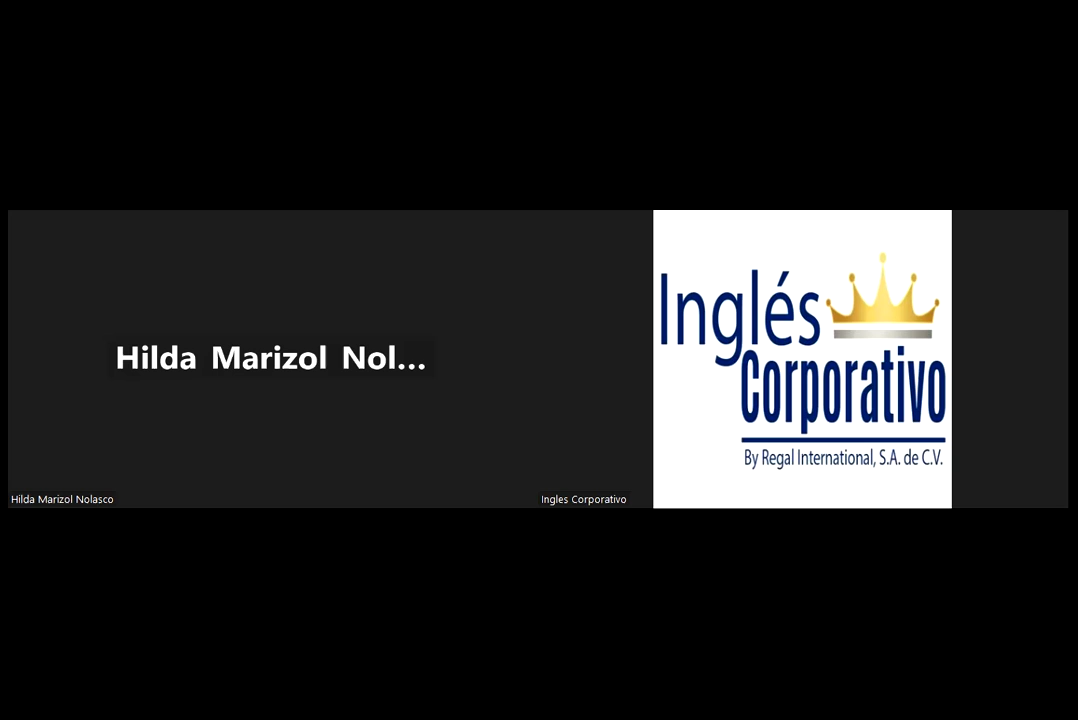 Hilda Marizol Nol...
Hilda Marizol Nolasco
Inglés
Corporativo
By Regal International, S.A. de C.V.
Ingles Corporativo